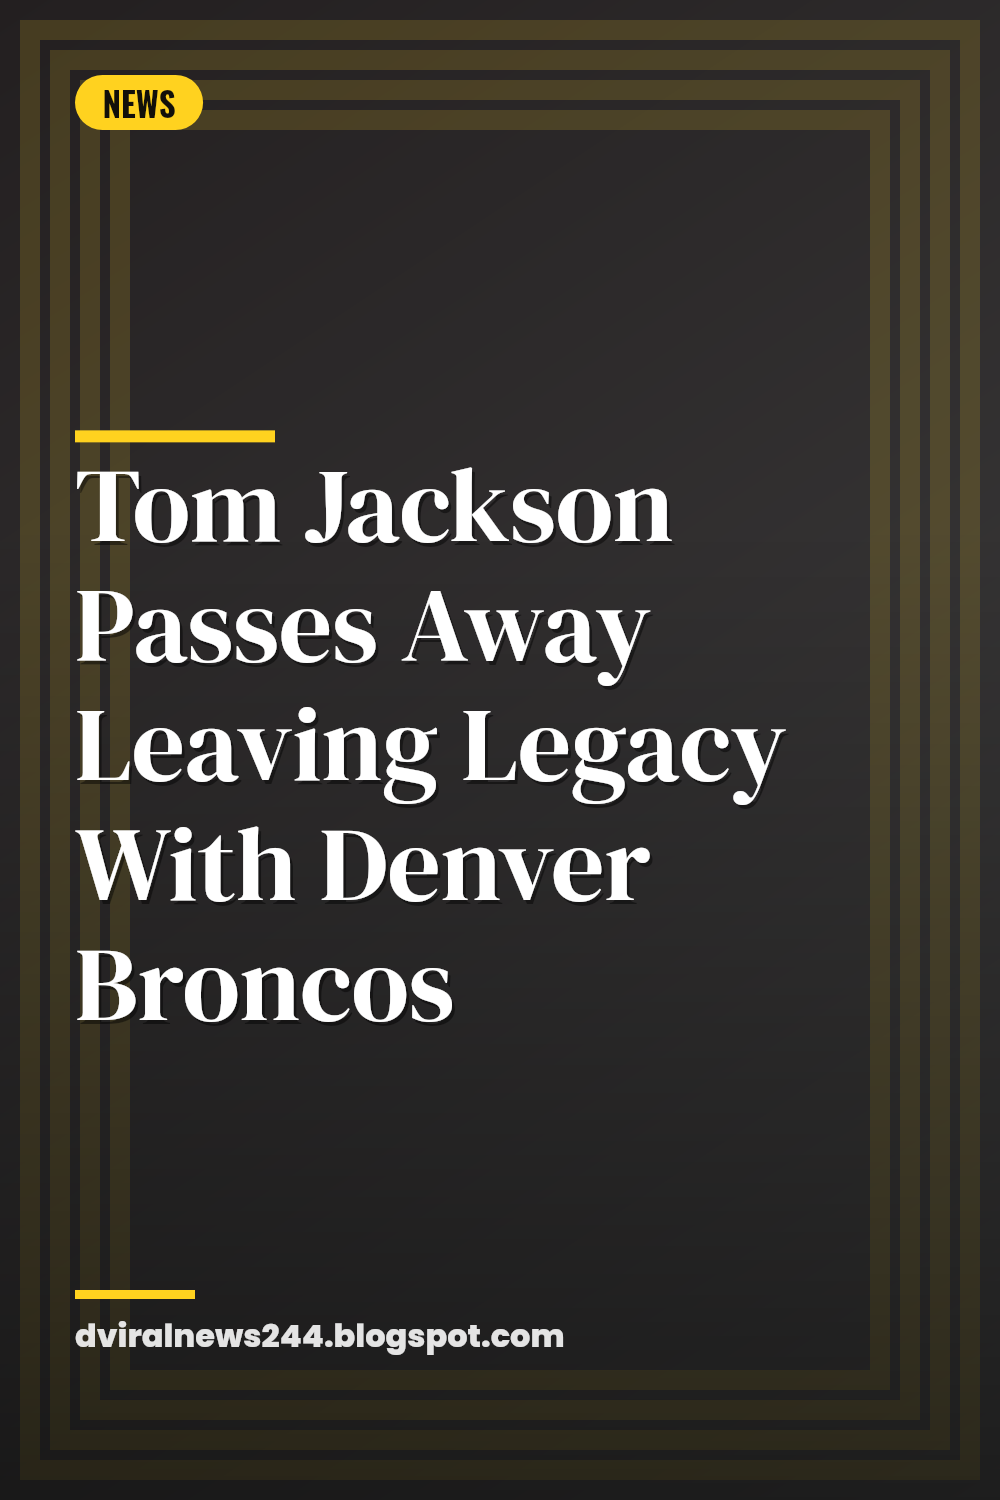 NEWS
Tom Jackson
Passes Away
Leaving Legacy
With Denver
Broncos
dviralnews244.blogspot.com